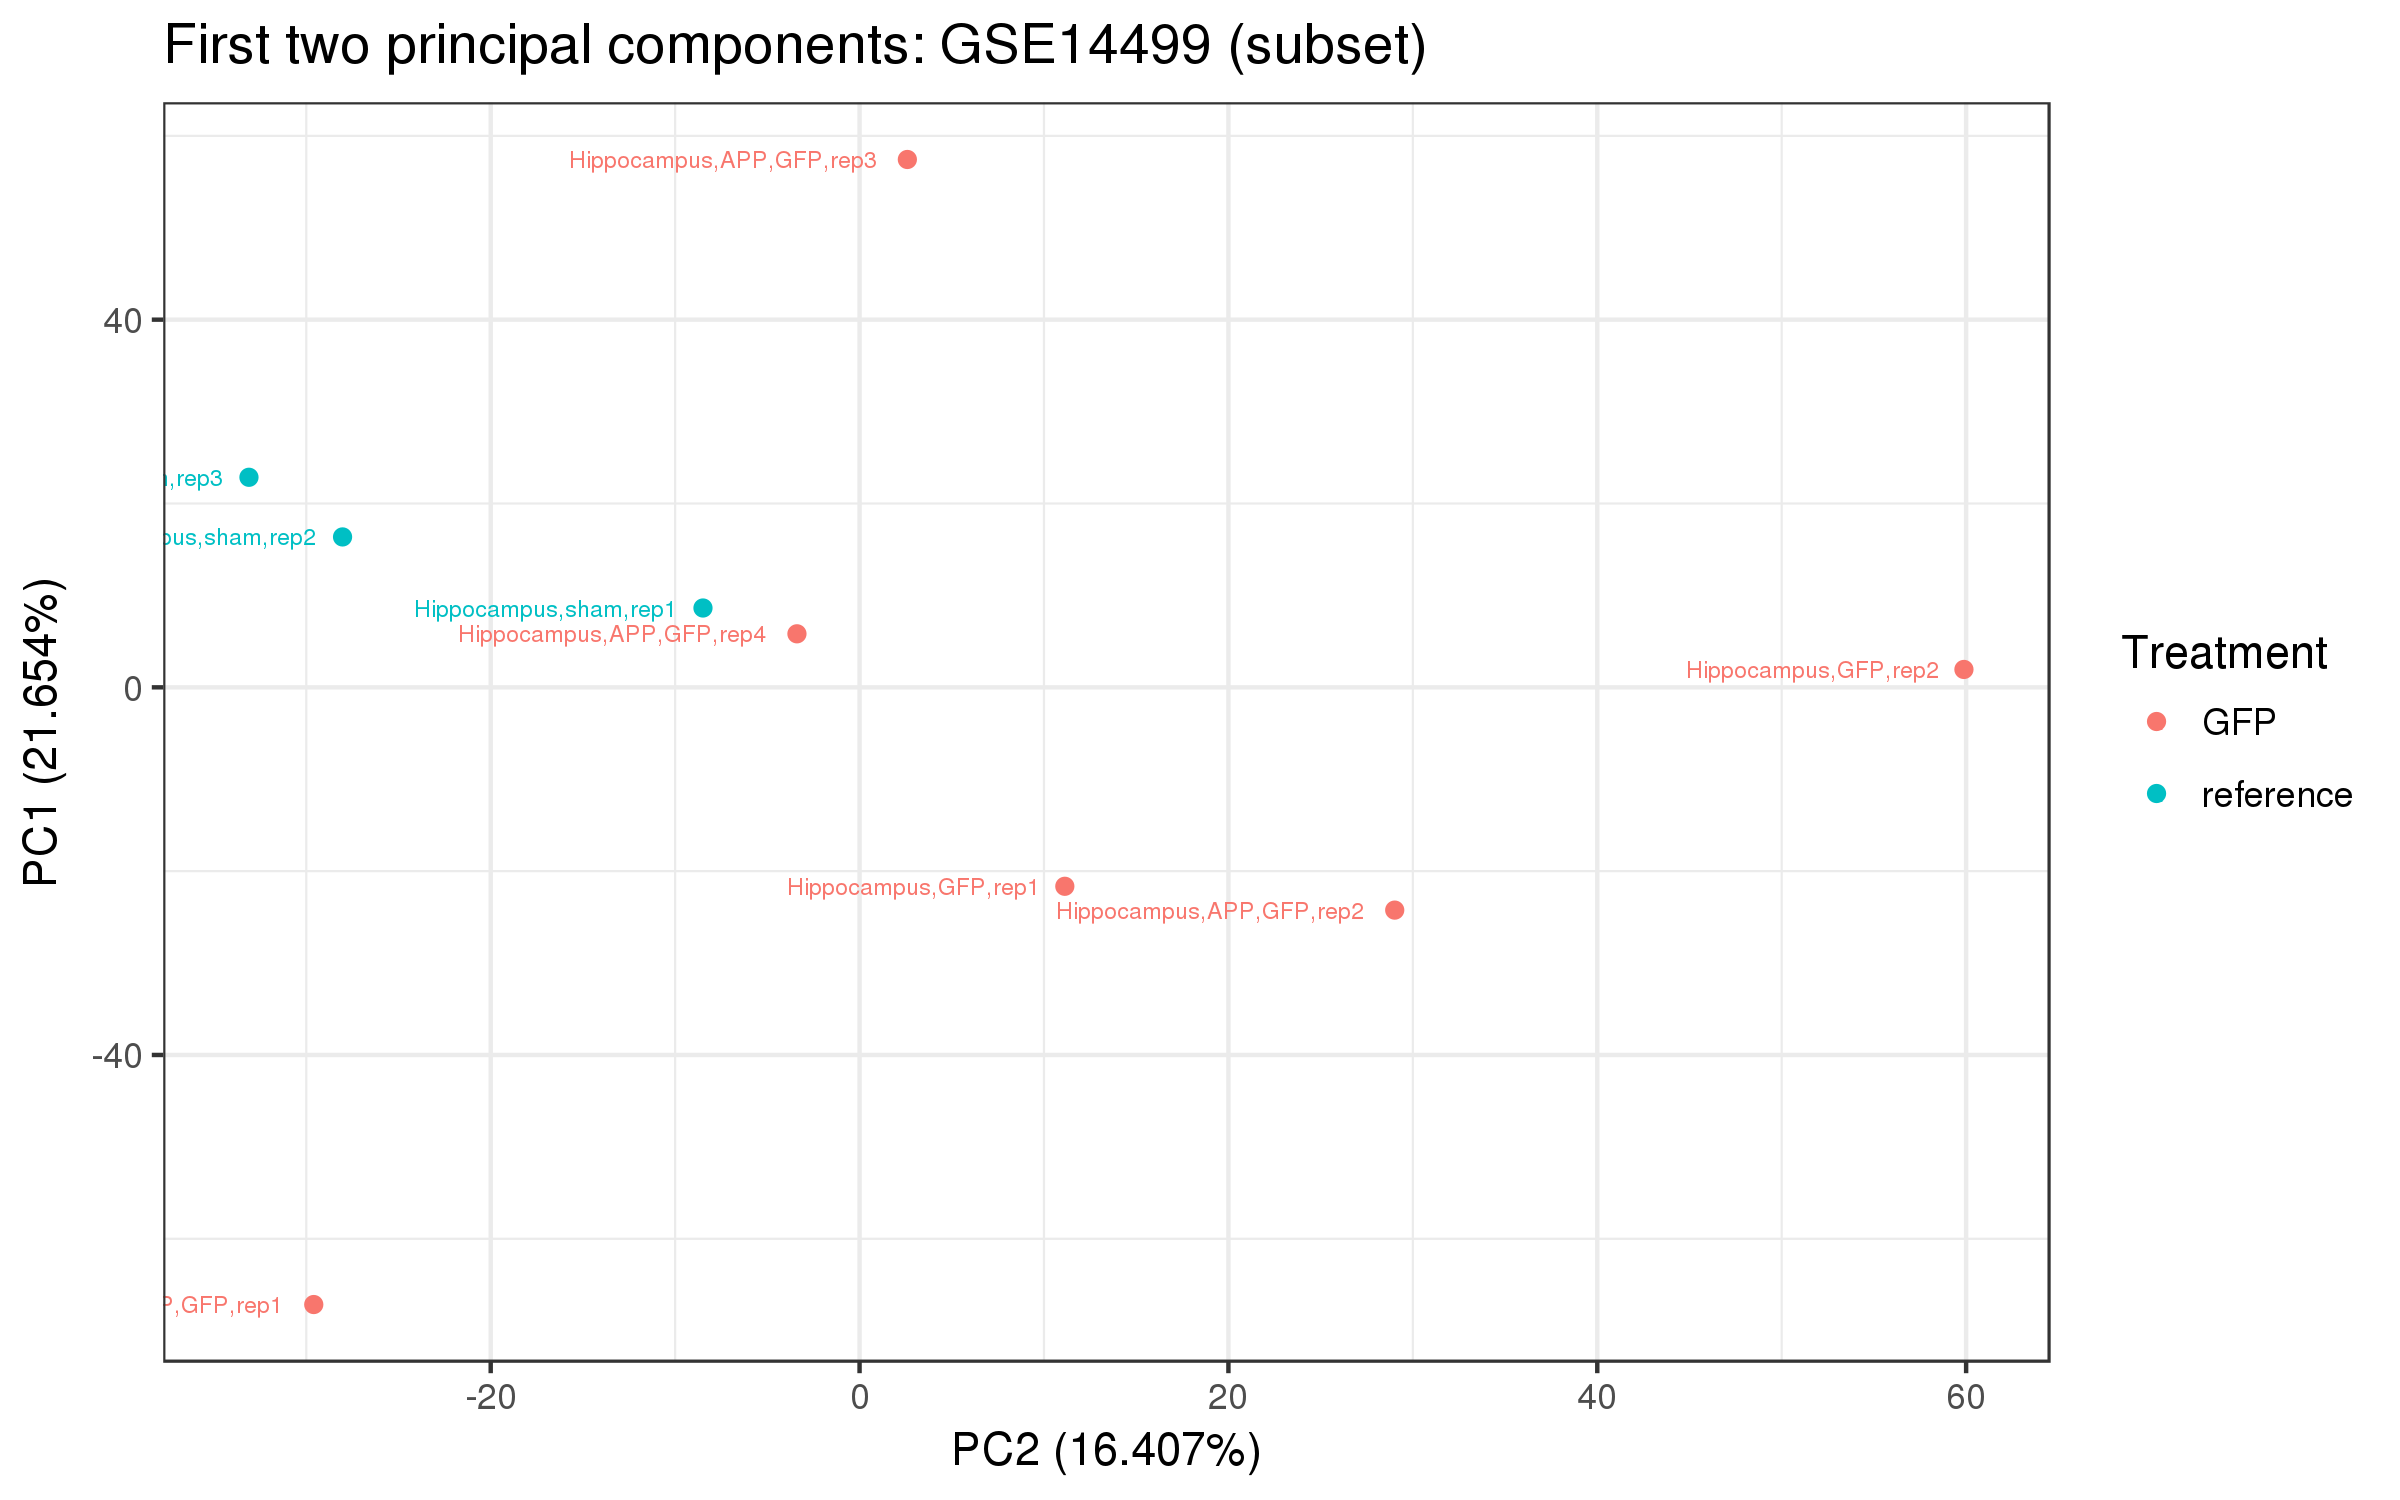 First two principal components: GSE14499 (subset)
Hippocampus,APP,GFP,rep3
40
,rep3
pus,sham,rep2
Hippocampus,sham,rep1
Hippocampus,APP,GFP,rep4
Hippocampus,GFP,rep2
0
PC1 (21.654%)
Treatment
GFP
reference
Hippocampus,GFP,rep1
Hippocampus,APP,GFP,rep2
-40
P,GFP,rep1
-20 0 20 40 60
PC2 (16.407%)